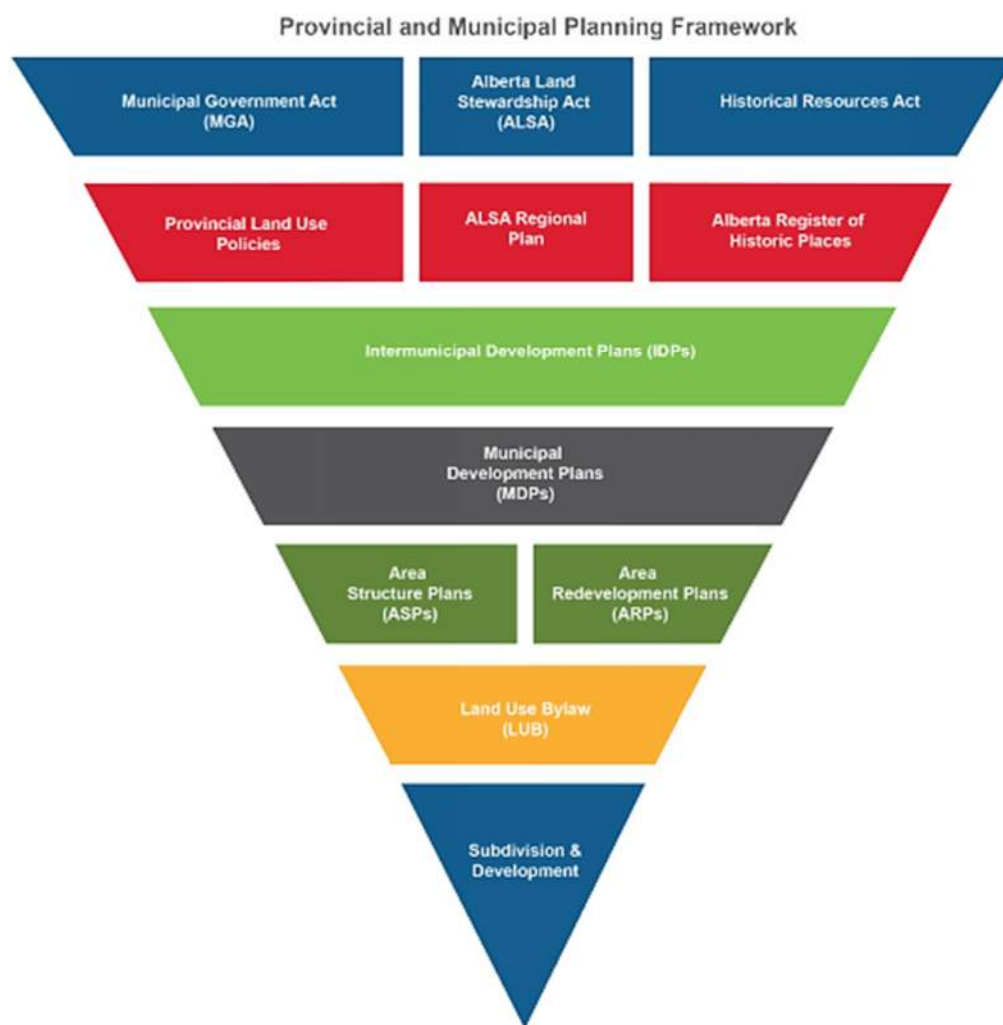 Provincial and Municipal Planning Framework
Municipal Government Act
(MGA)
Alberta Land
Stewardship Act
(ALSA)
Historical Resources Act
Provincial Land Use
Policies
ALSA Regional
Plan
Alberta Register of
Historic Places
Intermunicipal Development Plans (IDPs)
Municipal
Development Plans
(MDPs)
Area
Structure Plans
(ASPs)
Area
Redevelopment Plans
(ARPs)
Land Use Bylaw
(LUB)
Subdivision &
Development